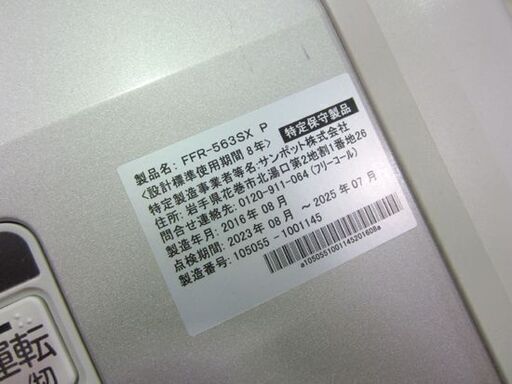 製品名: FFR-563SX P
<設計標準使用期間 8年> 特定保守製品
特定製造事業者等名:サンポット株式会社
住所: 岩手県花巻市北湯口第2地割1番地26
問合せ連絡先: 0120-911-064 (フリーコール)
製造年月: 2016年 08月
点検期間: 2023年 08月 ～ 2025年 07月
製造番号: 105055 -1001145
a1050551001145201608a
運転